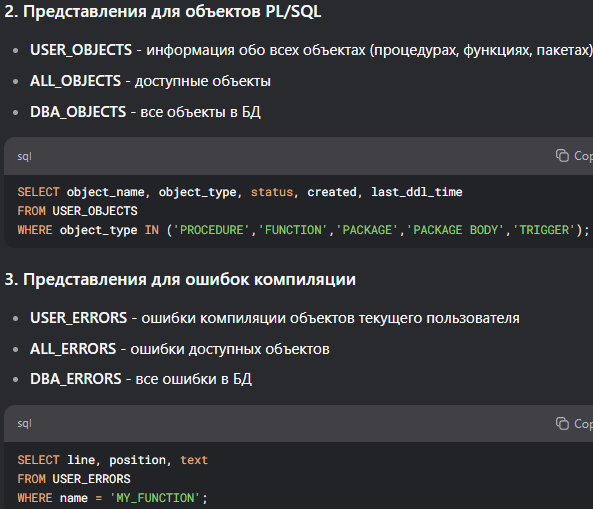 2. Представления для объектов PL/SQL
• USER_OBJECTS - информация обо всех объектах (процедурах, функциях, пакетах)
• ALL_OBJECTS - доступные объекты
• DBA_OBJECTS - все объекты в БД
sql
Cop
SELECT object_name, object_type, status, created, last_ddl_time
FROM USER_OBJECTS
WHERE object_type IN ('PROCEDURE','FUNCTION','PACKAGE','PACKAGE BODY','TRIGGER');
3. Представления для ошибок компиляции
• USER_ERRORS - ошибки компиляции объектов текущего пользователя
• ALL_ERRORS - ошибки доступных объектов
• DBA_ERRORS - все ошибки в БД
sql
Cop
SELECT line, position, text
FROM USER_ERRORS
WHERE name = 'MY_FUNCTION';